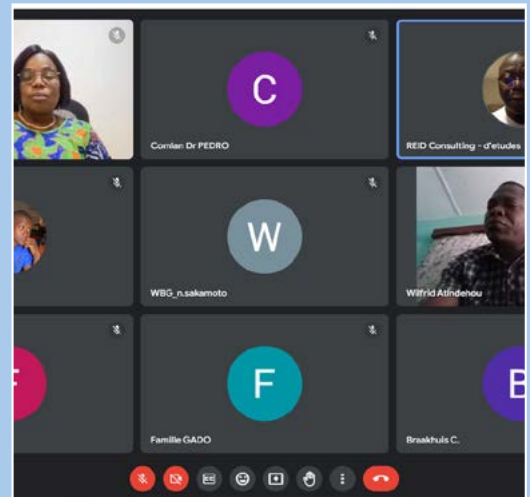 C
Comlan Dr PEDRO
REID Consulting - d'etudes
W
WBG_n.sakamoto
Wilfrid Atindehou
F
F
Famille GADO
B
Braakhuis C.